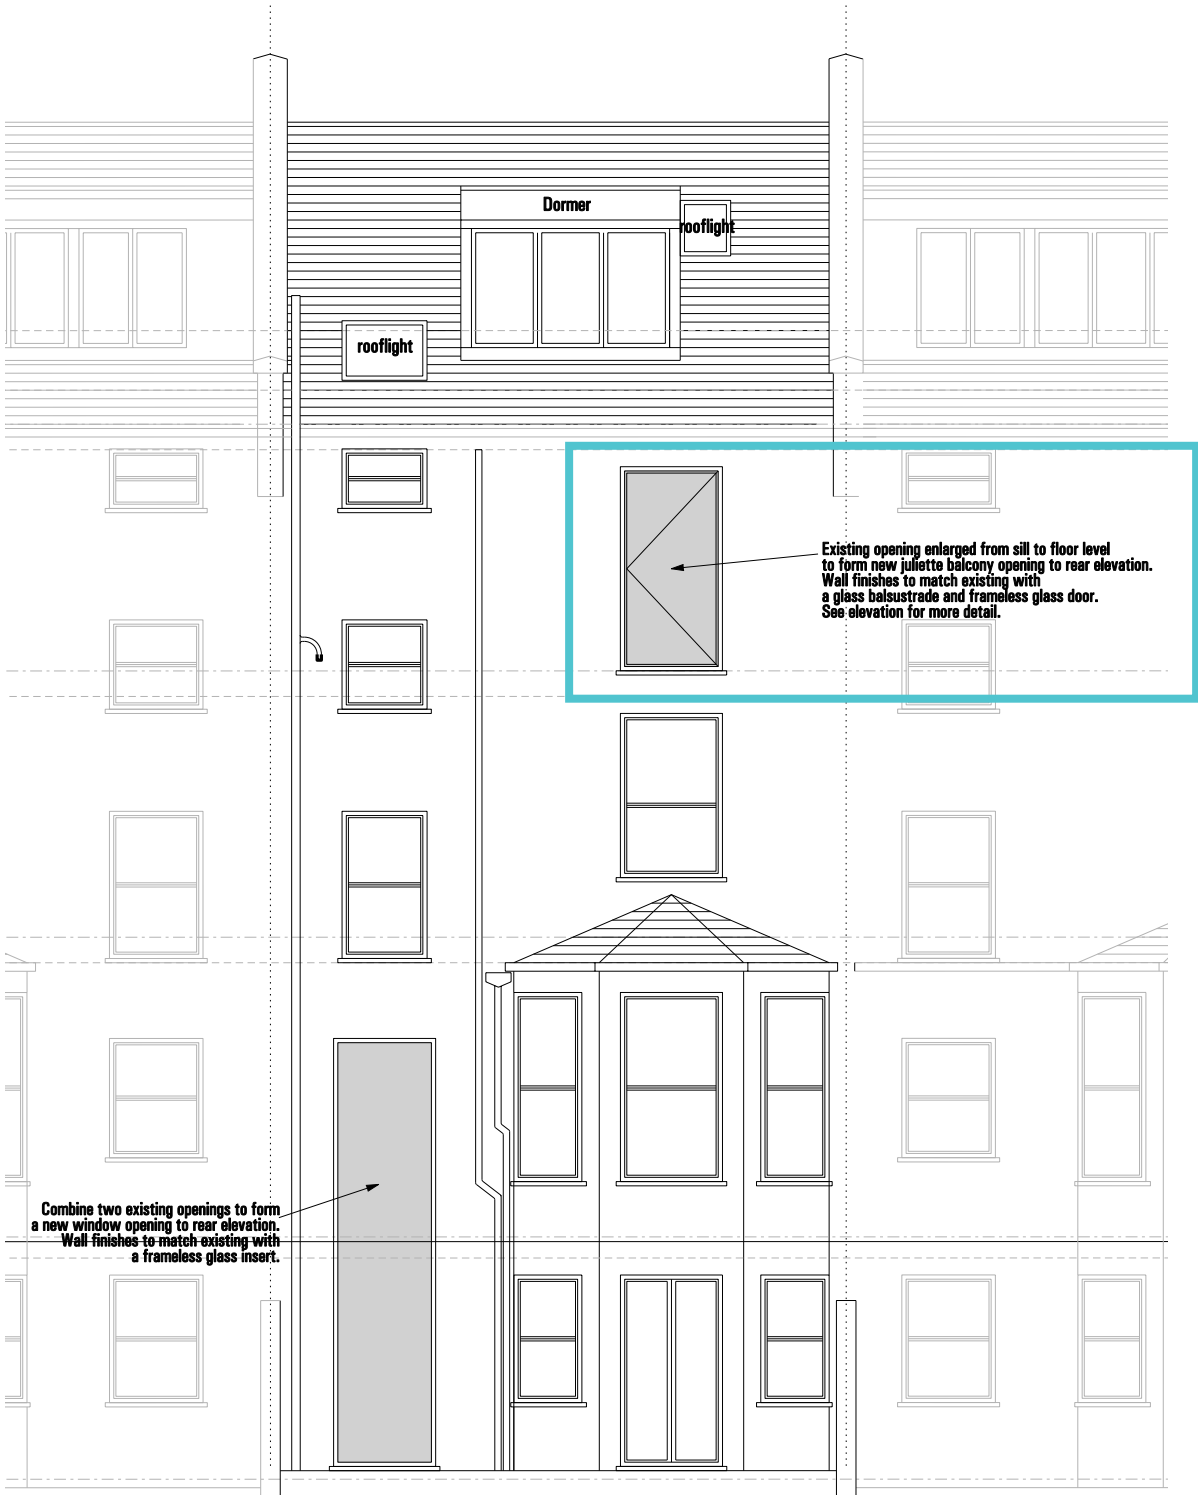 Dormer
rooflight
rooflight
Existing opening enlarged from sill to floor level
to form new juliette balcony opening to rear elevation.
Wall finishes to match existing with
a glass balsustrade and frameless glass door.
See elevation for more detail.
Combine two existing openings to form
a new window opening to rear elevation.
Wall finishes to match existing with
a frameless glass insert.